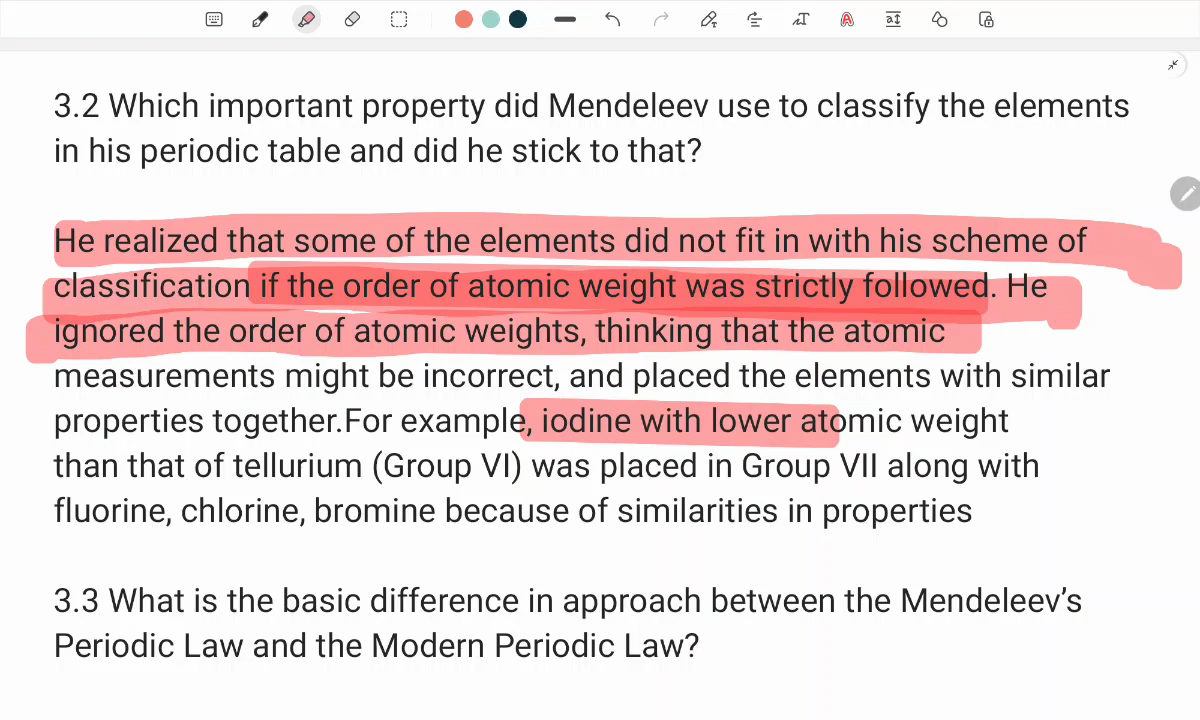 3.2 Which important property did Mendeleev use to classify the elements
in his periodic table and did he stick to that?
He realized that some of the elements did not fit in with his scheme of
classification if the order of atomic weight was strictly followed. He
ignored the order of atomic weights, thinking that the atomic
measurements might be incorrect, and placed the elements with similar
properties together.For example, iodine with lower atomic weight
than that of tellurium (Group VI) was placed in Group VII along with
fluorine, chlorine, bromine because of similarities in properties
3.3 What is the basic difference in approach between the Mendeleev’s
Periodic Law and the Modern Periodic Law?